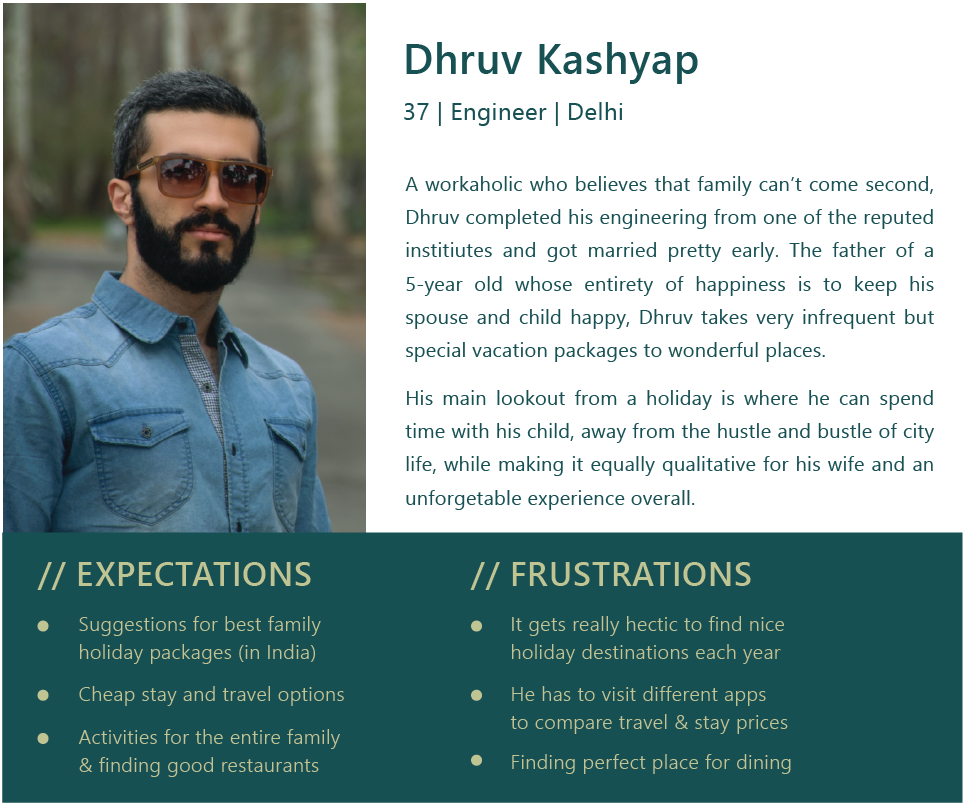 Dhruv Kashyap
37 | Engineer | Delhi
A workaholic who believes that family can’t come second,
Dhruv completed his engineering from one of the reputed
institiutes and got married pretty early. The father of a
5-year old whose entirety of happiness is to keep his
spouse and child happy, Dhruv takes very infrequent but
special vacation packages to wonderful places.
His main lookout from a holiday is where he can spend
time with his child, away from the hustle and bustle of city
life, while making it equally qualitative for his wife and an
unforgetable experience overall.
// EXPECTATIONS
Suggestions for best family
holiday packages (in India)
Cheap stay and travel options
Activities for the entire family
& finding good restaurants
// FRUSTRATIONS
It gets really hectic to find nice
holiday destinations each year
He has to visit different apps
to compare travel & stay prices
Finding perfect place for dining